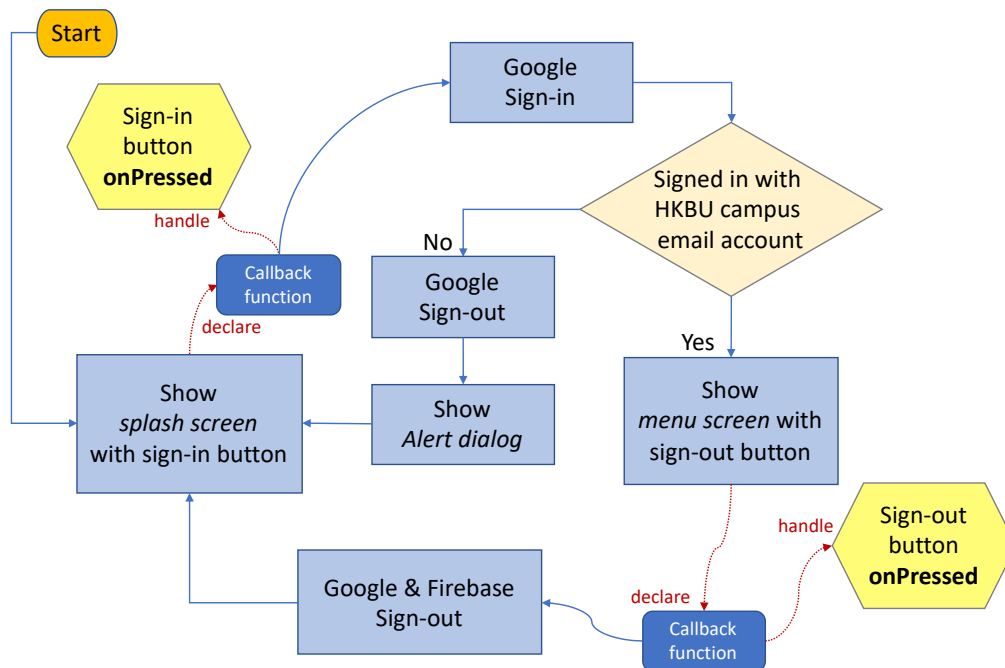 Start
Google
Sign-in
Sign-in
button
onPressed
handle
Signed in with
HKBU campus
email account
No
Callback
function
Google
Sign-out
declare
Yes
Show
splash screen
with sign-in button
Show
Alert dialog
Show
menu screen with
sign-out button
handle
Sign-out
button
onPressed
Google & Firebase
Sign-out
declare
Callback
function